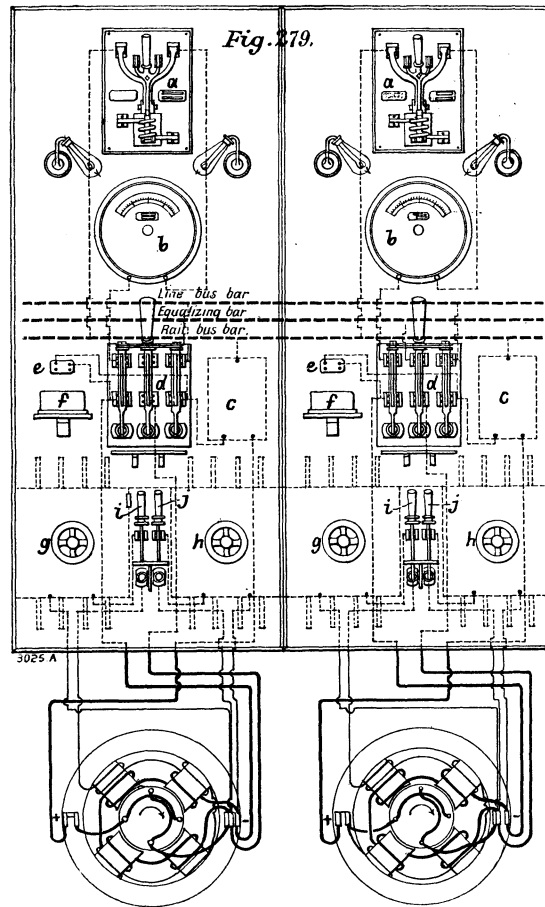 Fig. 279.
a
a
b
b
Line bus bar
Equalizing bar
Rail bus bar.
e
d
c
f
e
d
c
f
i
j
i
j
g
h
g
h
3025 A
+
-
+
-